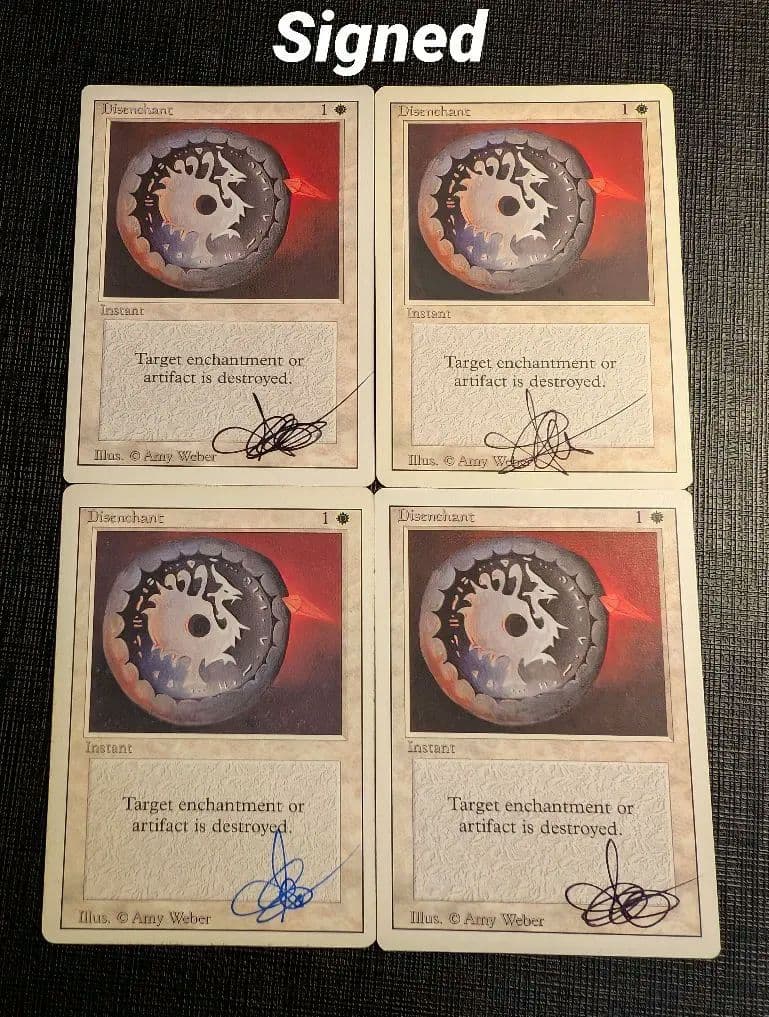 Signed
Disenchant 1
Instant
Target enchantment or
artifact is destroyed.
Illus. © Amy Weber
Disenchant 1
Instant
Target enchantment or
artifact is destroyed.
Illus. © Amy Weber
Disenchant 1
Instant
Target enchantment or
artifact is destroyed.
Illus. © Amy Weber
Disenchant 1
Instant
Target enchantment or
artifact is destroyed.
Illus. © Amy Weber